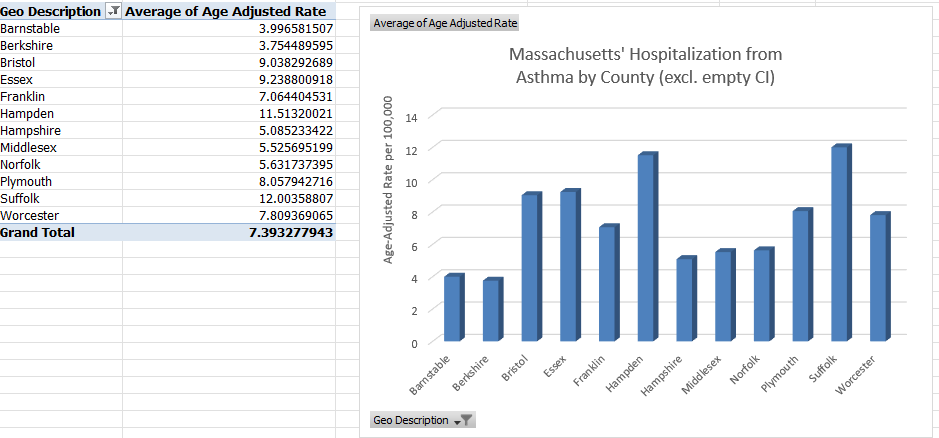 Geo Description Average of Age Adjusted Rate
Barnstable 3.996581507
Berkshire 3.754489595
Bristol 9.038292689
Essex 9.238800918
Franklin 7.064404531
Hampden 11.51320021
Hampshire 5.085233422
Middlesex 5.525695199
Norfolk 5.631737395
Plymouth 8.057942716
Suffolk 12.00358807
Worcester 7.809369065
Grand Total 7.393277943
Average of Age Adjusted Rate
Massachusetts' Hospitalization from
Asthma by County (excl. empty CI)
Age-Adjusted Rate per 100,000
14
12
10
8
6
4
2
0
Barnstable
Berkshire
Bristol
Essex
Franklin
Hampden
Hampshire
Middlesex
Norfolk
Plymouth
Suffolk
Worcester
Geo Description